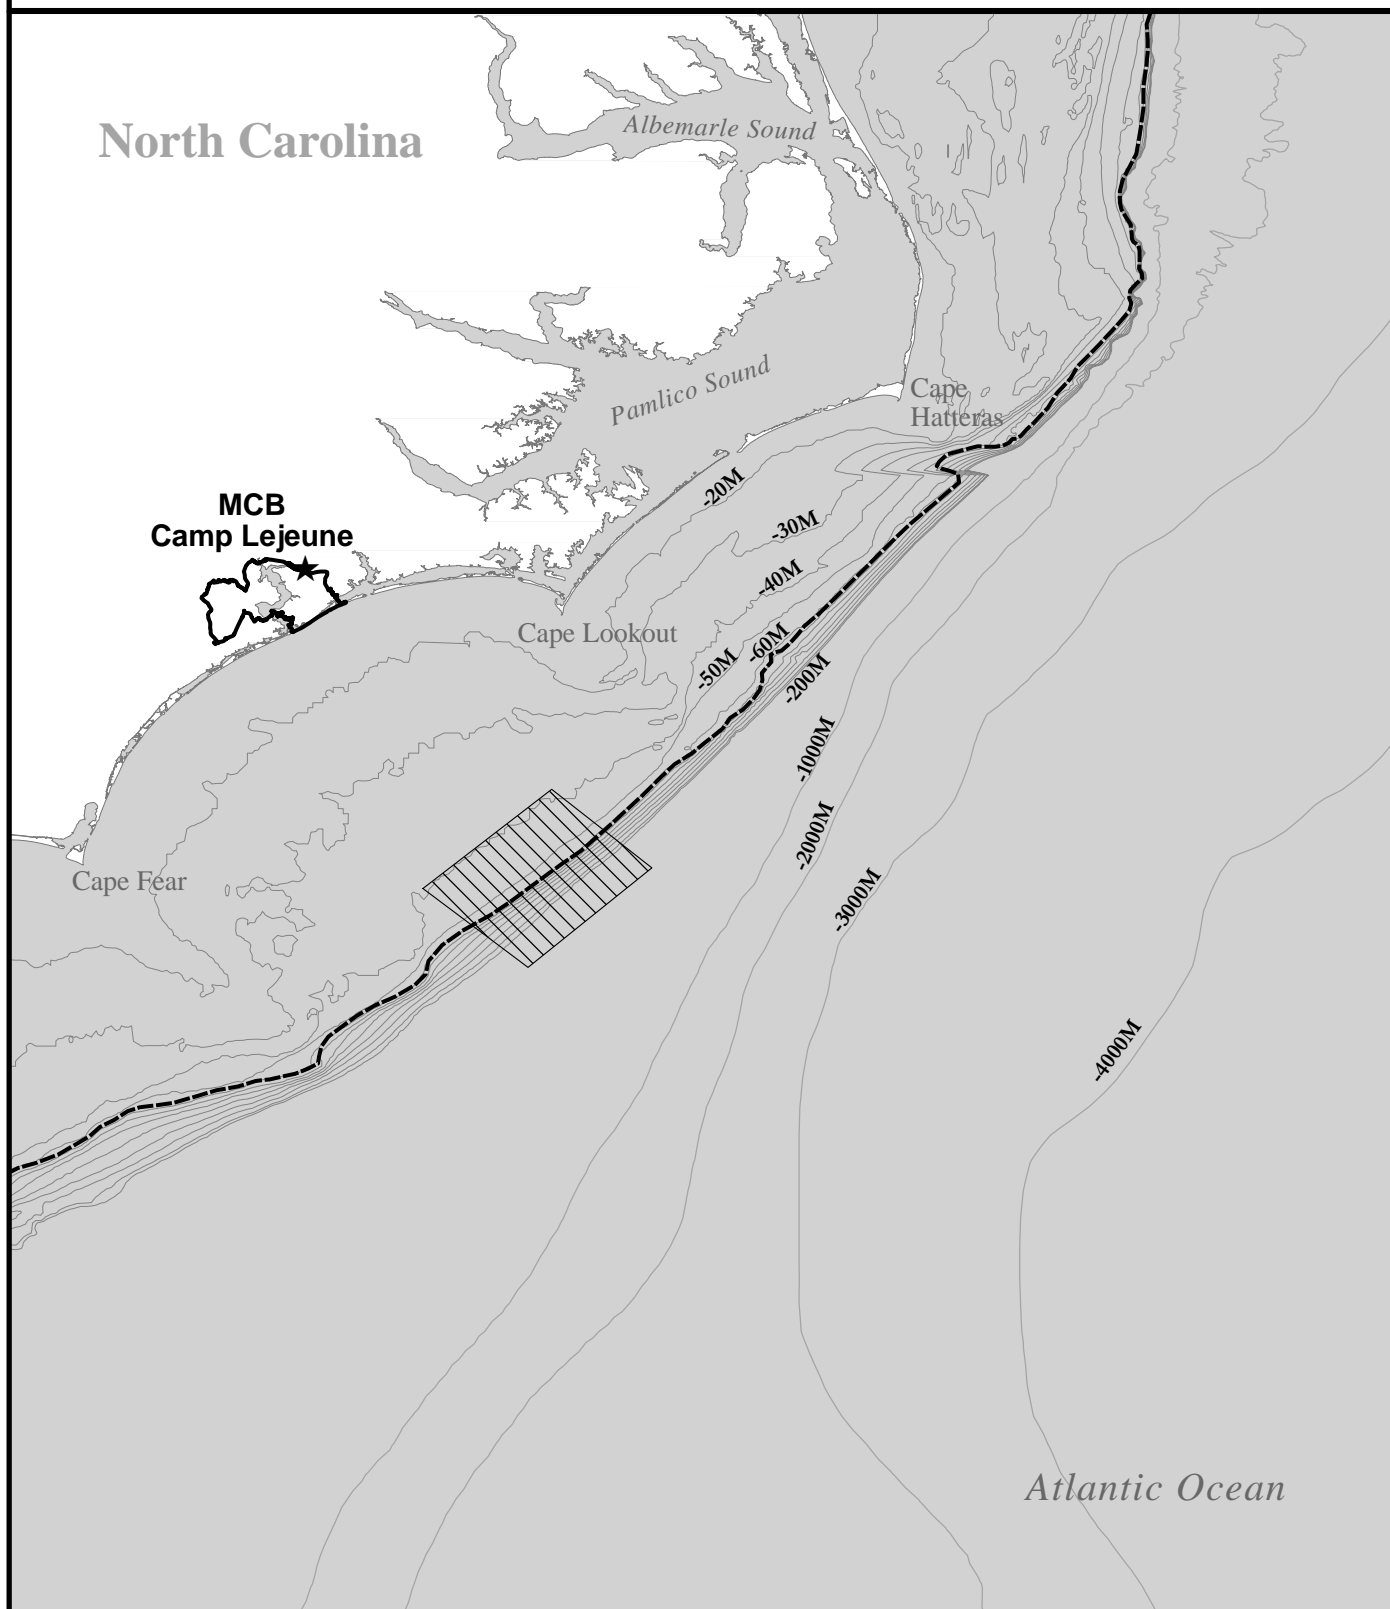 North Carolina
Albemarle Sound
Pamlico Sound
Cape
Hatteras
MCB
Camp Lejeune
-20M
-30M
-40M
Cape Lookout
-50M
-60M
-200M
-1000M
-2000M
Cape Fear
-3000M
-4000M
Atlantic Ocean